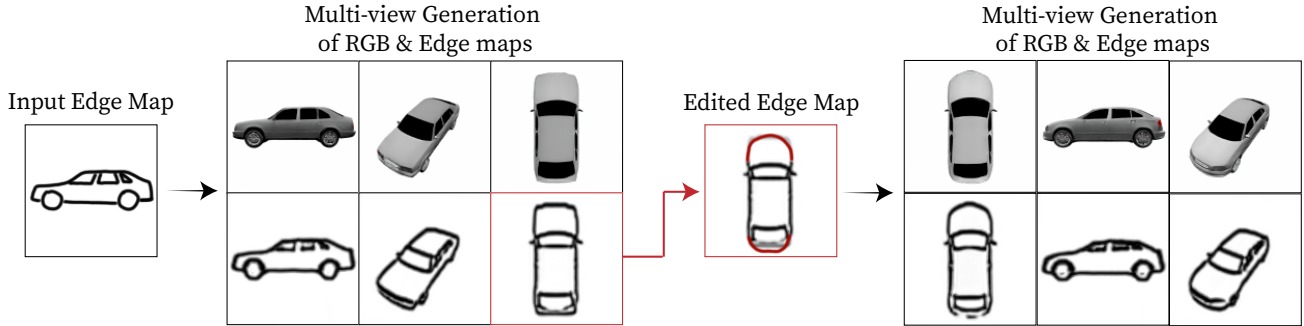 Multi-view Generation
of RGB & Edge maps
Input Edge Map
Edited Edge Map
Multi-view Generation
of RGB & Edge maps